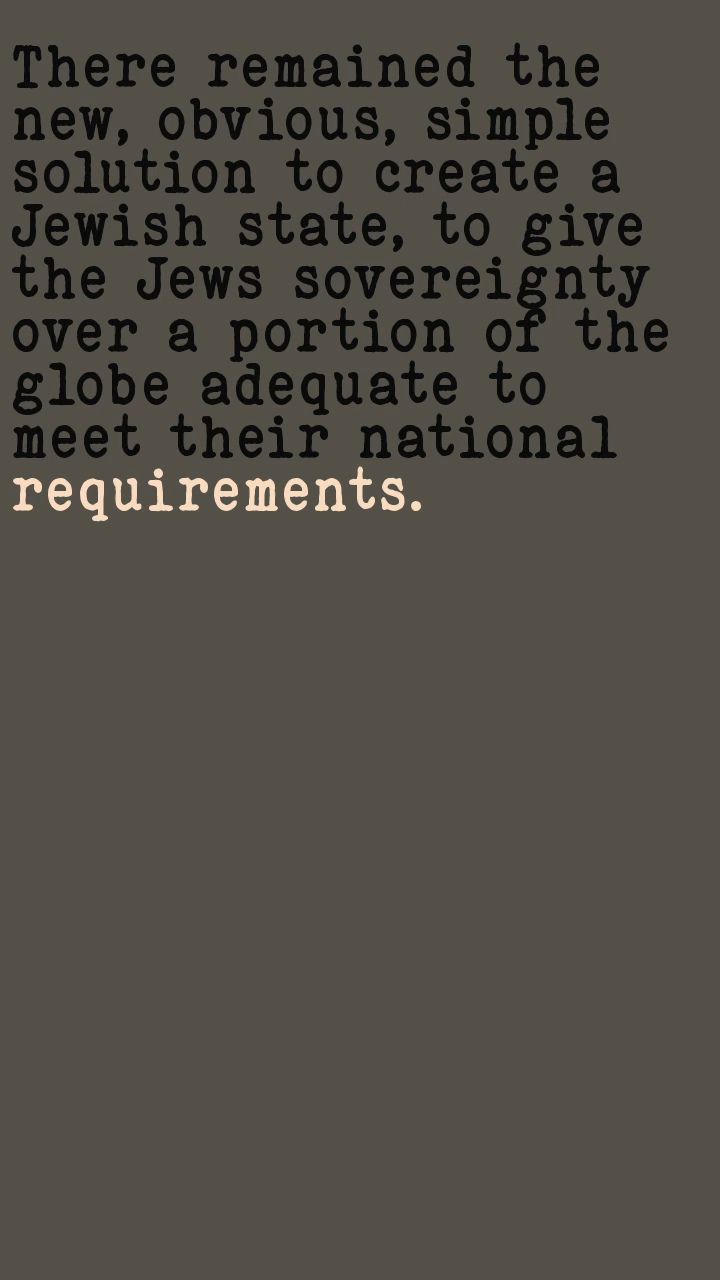 There remained the
new, obvious, simple
solution to create a
Jewish state, to give
the Jews sovereignty
over a portion of the
globe adequate to
meet their national
requirements.